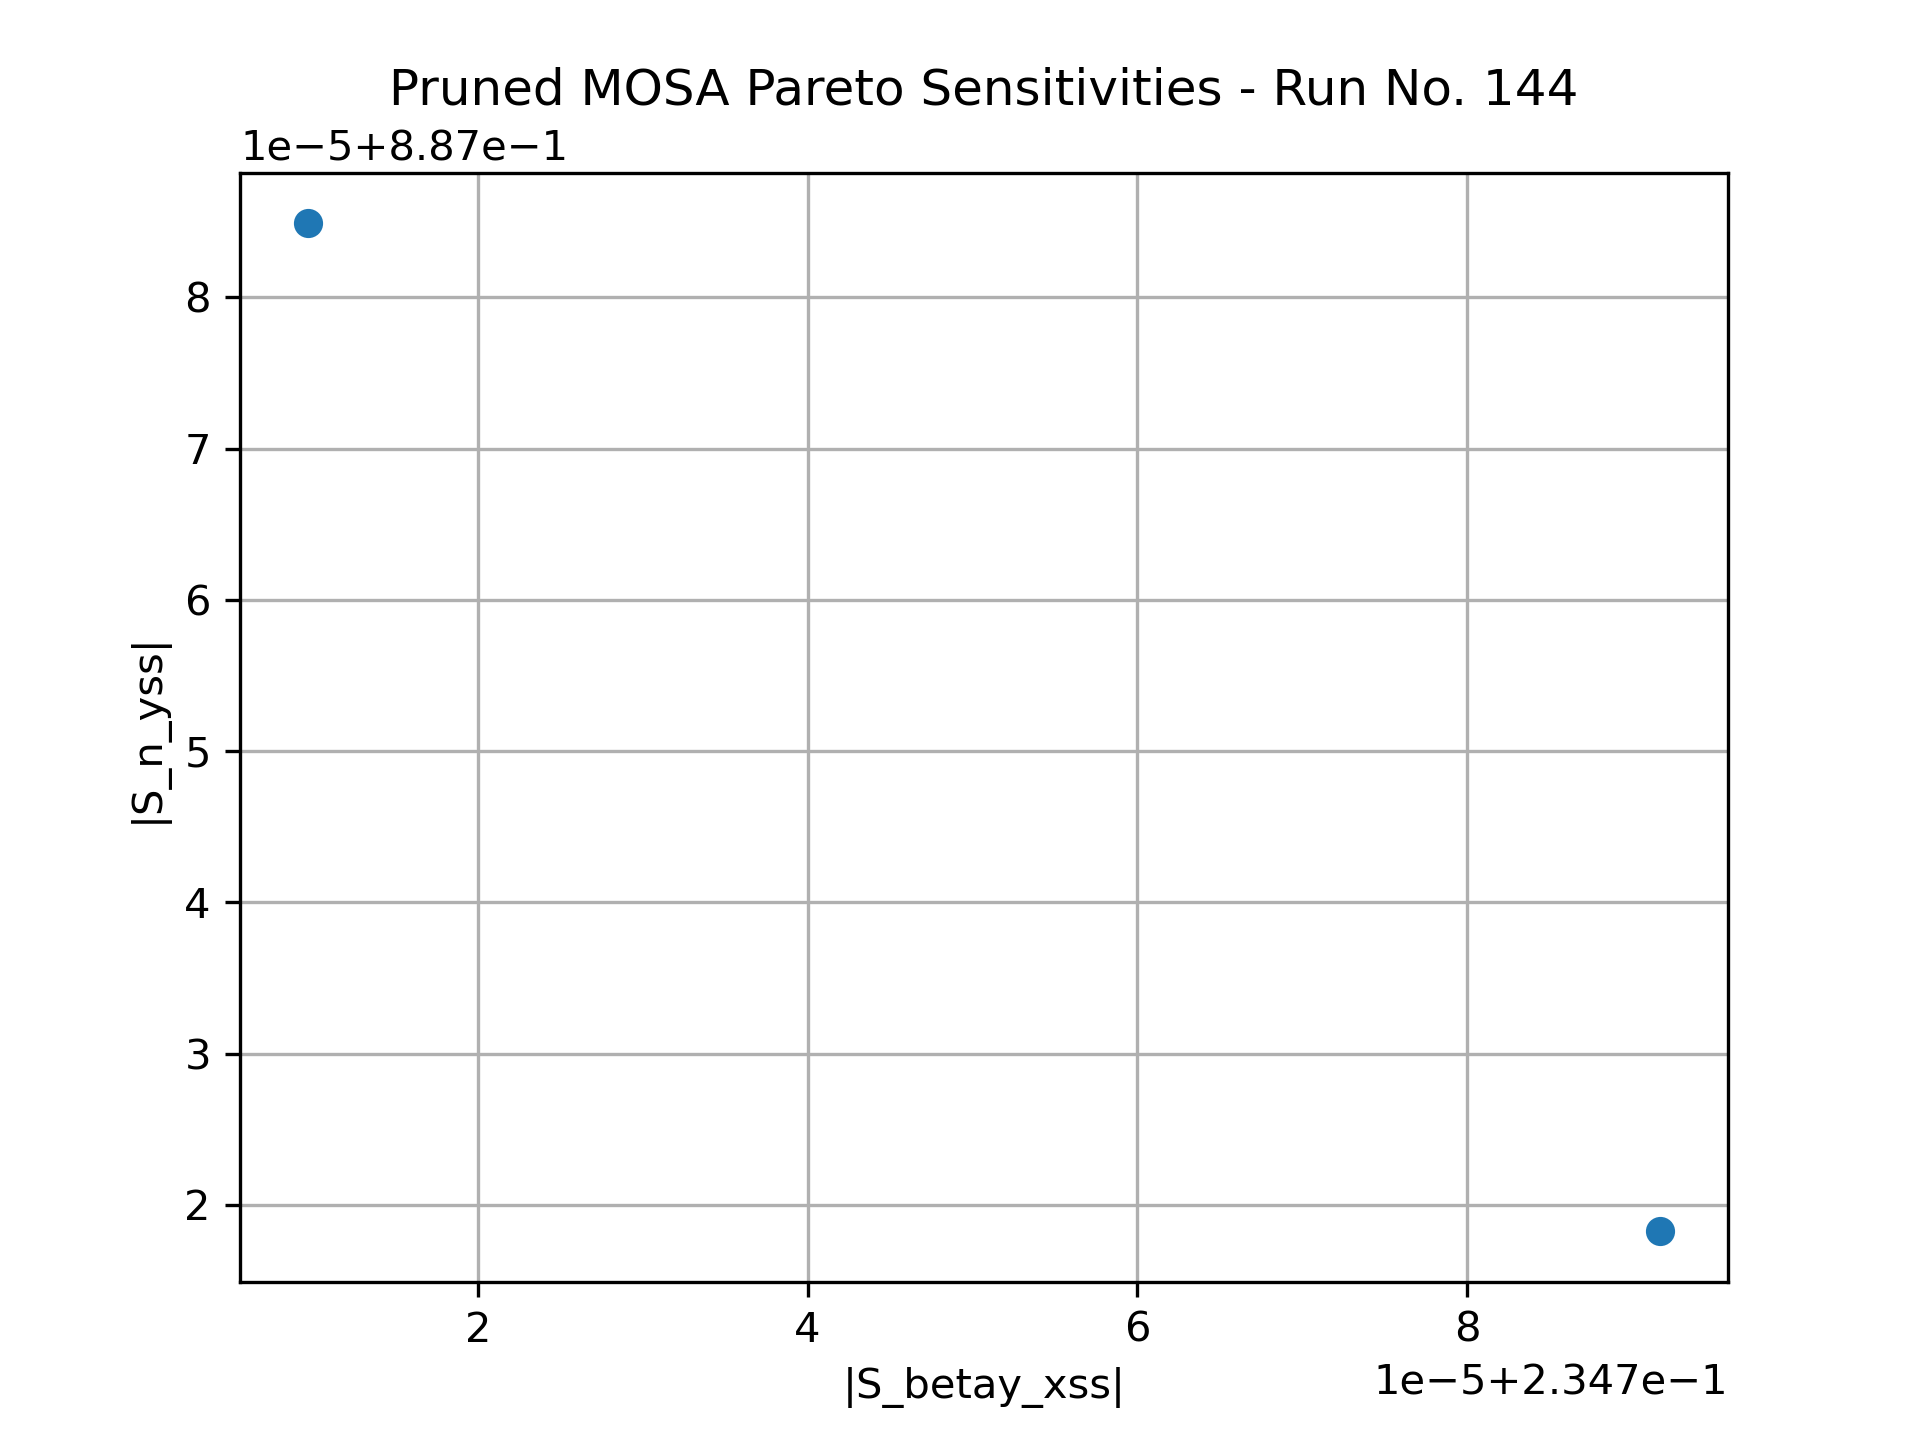 Pruned MOSA Pareto Sensitivities - Run No. 144
1e−5+8.87e−1
8
7
6
5
4
3
2
|S_n_yss|
2 4 6 8
|S_betay_xss|
1e−5+2.347e−1